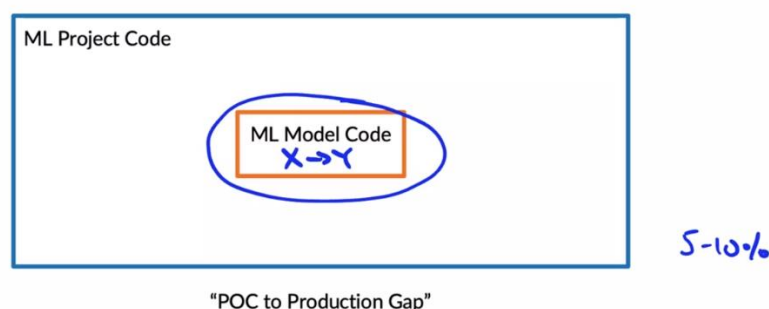 ML Project Code
ML Model Code
X→Y
5-10%
"POC to Production Gap"